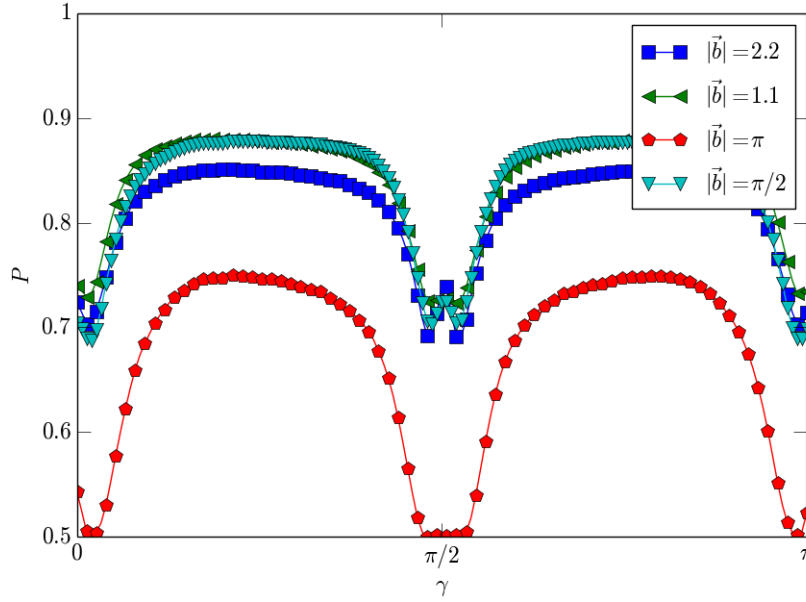 1
0.9
0.8
0.7
0.6
0.5
P
0
π/2
π
γ
|b⃗| = 2.2
|b⃗| = 1.1
|b⃗| = π
|b⃗| = π/2